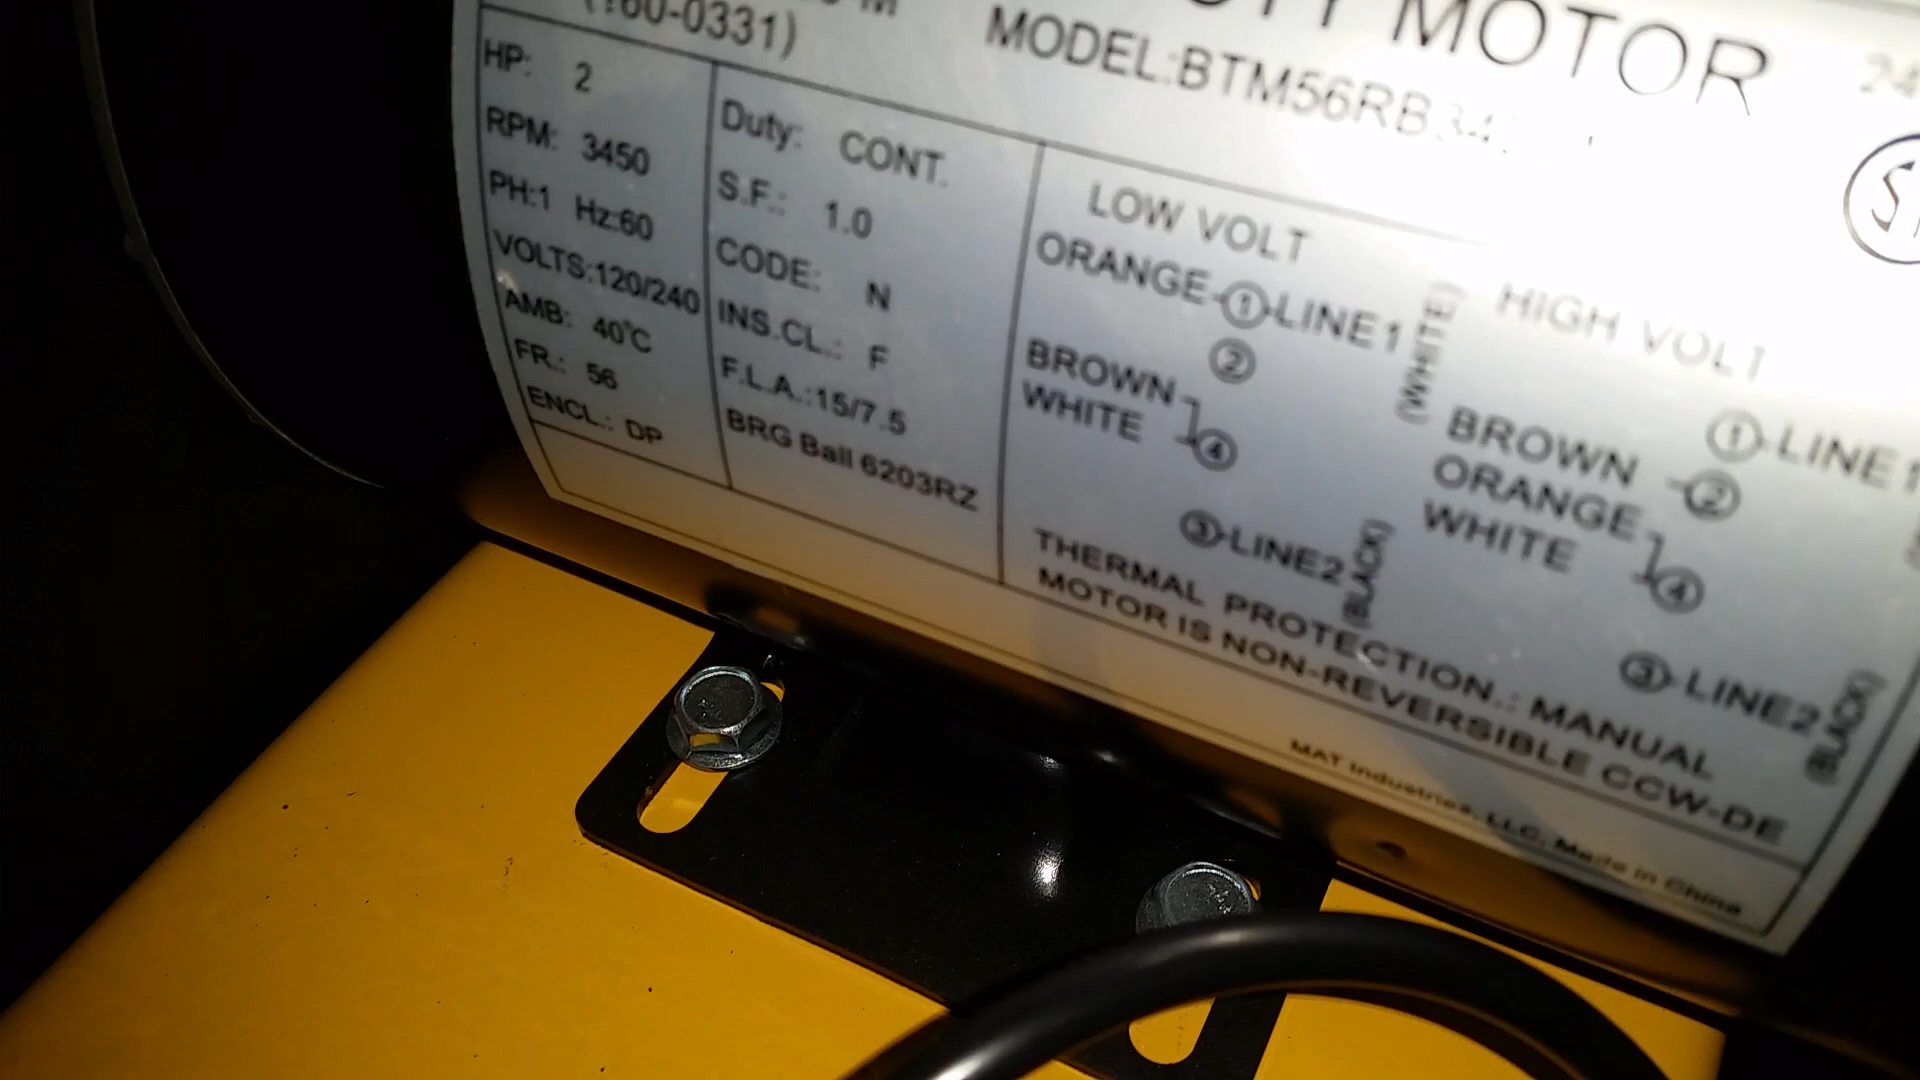 MOTOR
(160-0331)
MODEL:BTM56RB34
HP: 2
RPM: 3450
PH:1 Hz:60
VOLTS:120/240
AMB: 40°C
FR.: 56
ENCL.: DP
Duty: CONT.
S.F.: 1.0
CODE: N
INS.CL.: F
F.L.A.:15/7.5
BRG Ball 6203RZ
LOW VOLT
ORANGE-①-LINE1
(WHITE)
②
BROWN
WHITE ④
③-LINE2
(BLACK)
HIGH VOLT
①-LINE1
BROWN -②
ORANGE
WHITE ④
③-LINE2
(BLACK)
THERMAL PROTECTION.: MANUAL
MOTOR IS NON-REVERSIBLE CCW-DE
MAT Industries, LLC. Made in China